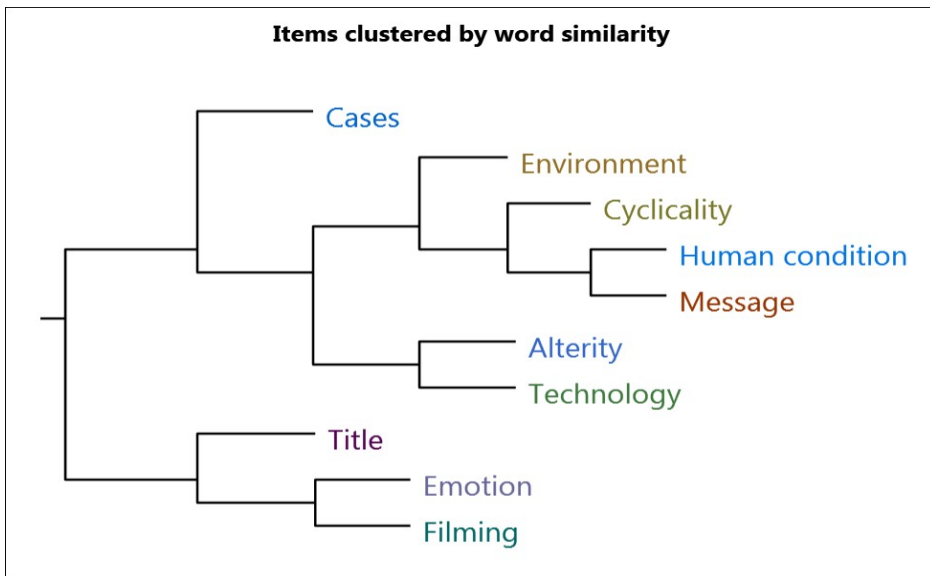 Items clustered by word similarity
Cases
Environment
Cyclicality
Human condition
Message
Alterity
Technology
Title
Emotion
Filming